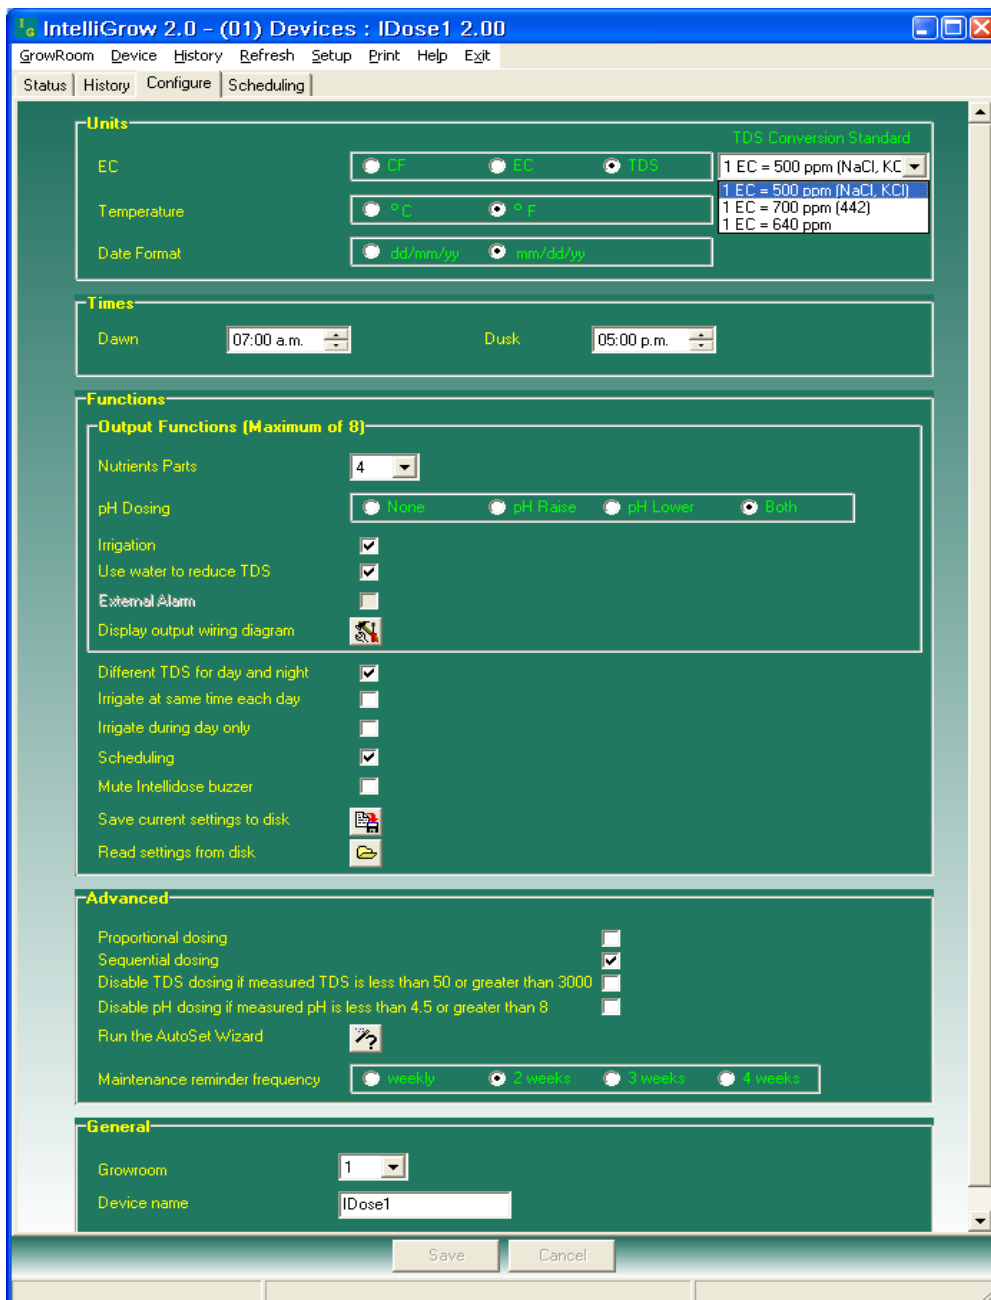 IntelliGrow 2.0 - (01) Devices : IDose1 2.00
GrowRoom Device History Refresh Setup Print Help Exit
Status History Configure Scheduling
Units
TDS Conversion Standard
EC CF EC TDS 1 EC = 500 ppm (NaCl, KC
1 EC = 500 ppm (NaCl, KCl)
1 EC = 700 ppm (442)
1 EC = 640 ppm
Temperature °C °F
Date Format dd/mm/yy mm/dd/yy
Times
Dawn 07:00 a.m. Dusk 05:00 p.m.
Functions
Output Functions (Maximum of 8)
Nutrients Parts 4
pH Dosing None pH Raise pH Lower Both
Irrigation
Use water to reduce TDS
External Alarm
Display output wiring diagram
Different TDS for day and night
Irrigate at same time each day
Irrigate during day only
Scheduling
Mute Intellidose buzzer
Save current settings to disk
Read settings from disk
Advanced
Proportional dosing
Sequential dosing
Disable TDS dosing if measured TDS is less than 50 or greater than 3000
Disable pH dosing if measured pH is less than 4.5 or greater than 8
Run the AutoSet Wizard
Maintenance reminder frequency weekly 2 weeks 3 weeks 4 weeks
General
Growroom 1
Device name IDose1
Save Cancel